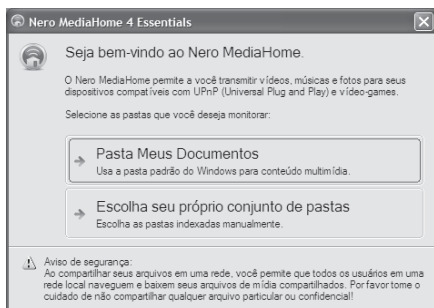 Nero MediaHome 4 Essentials
Seja bem-vindo ao Nero MediaHome.
O Nero MediaHome permite a você transmitir vídeos, músicas e fotos para seus
dispositivos compatíveis com UPnP (Universal Plug and Play) e vídeo-games.
Selecione as pastas que você deseja monitorar:
Pasta Meus Documentos
Usa a pasta padrão do Windows para conteúdo multimídia.
Escolha seu próprio conjunto de pastas
Escolha as pastas indexadas manualmente.
Aviso de segurança:
Ao compartilhar seus arquivos em uma rede, você permite que todos os usuários em uma
rede local naveguem e baixem seus arquivos de mídia compartilhados. Por favor tome o
cuidado de não compartilhar qualquer arquivo particular ou confidencial!